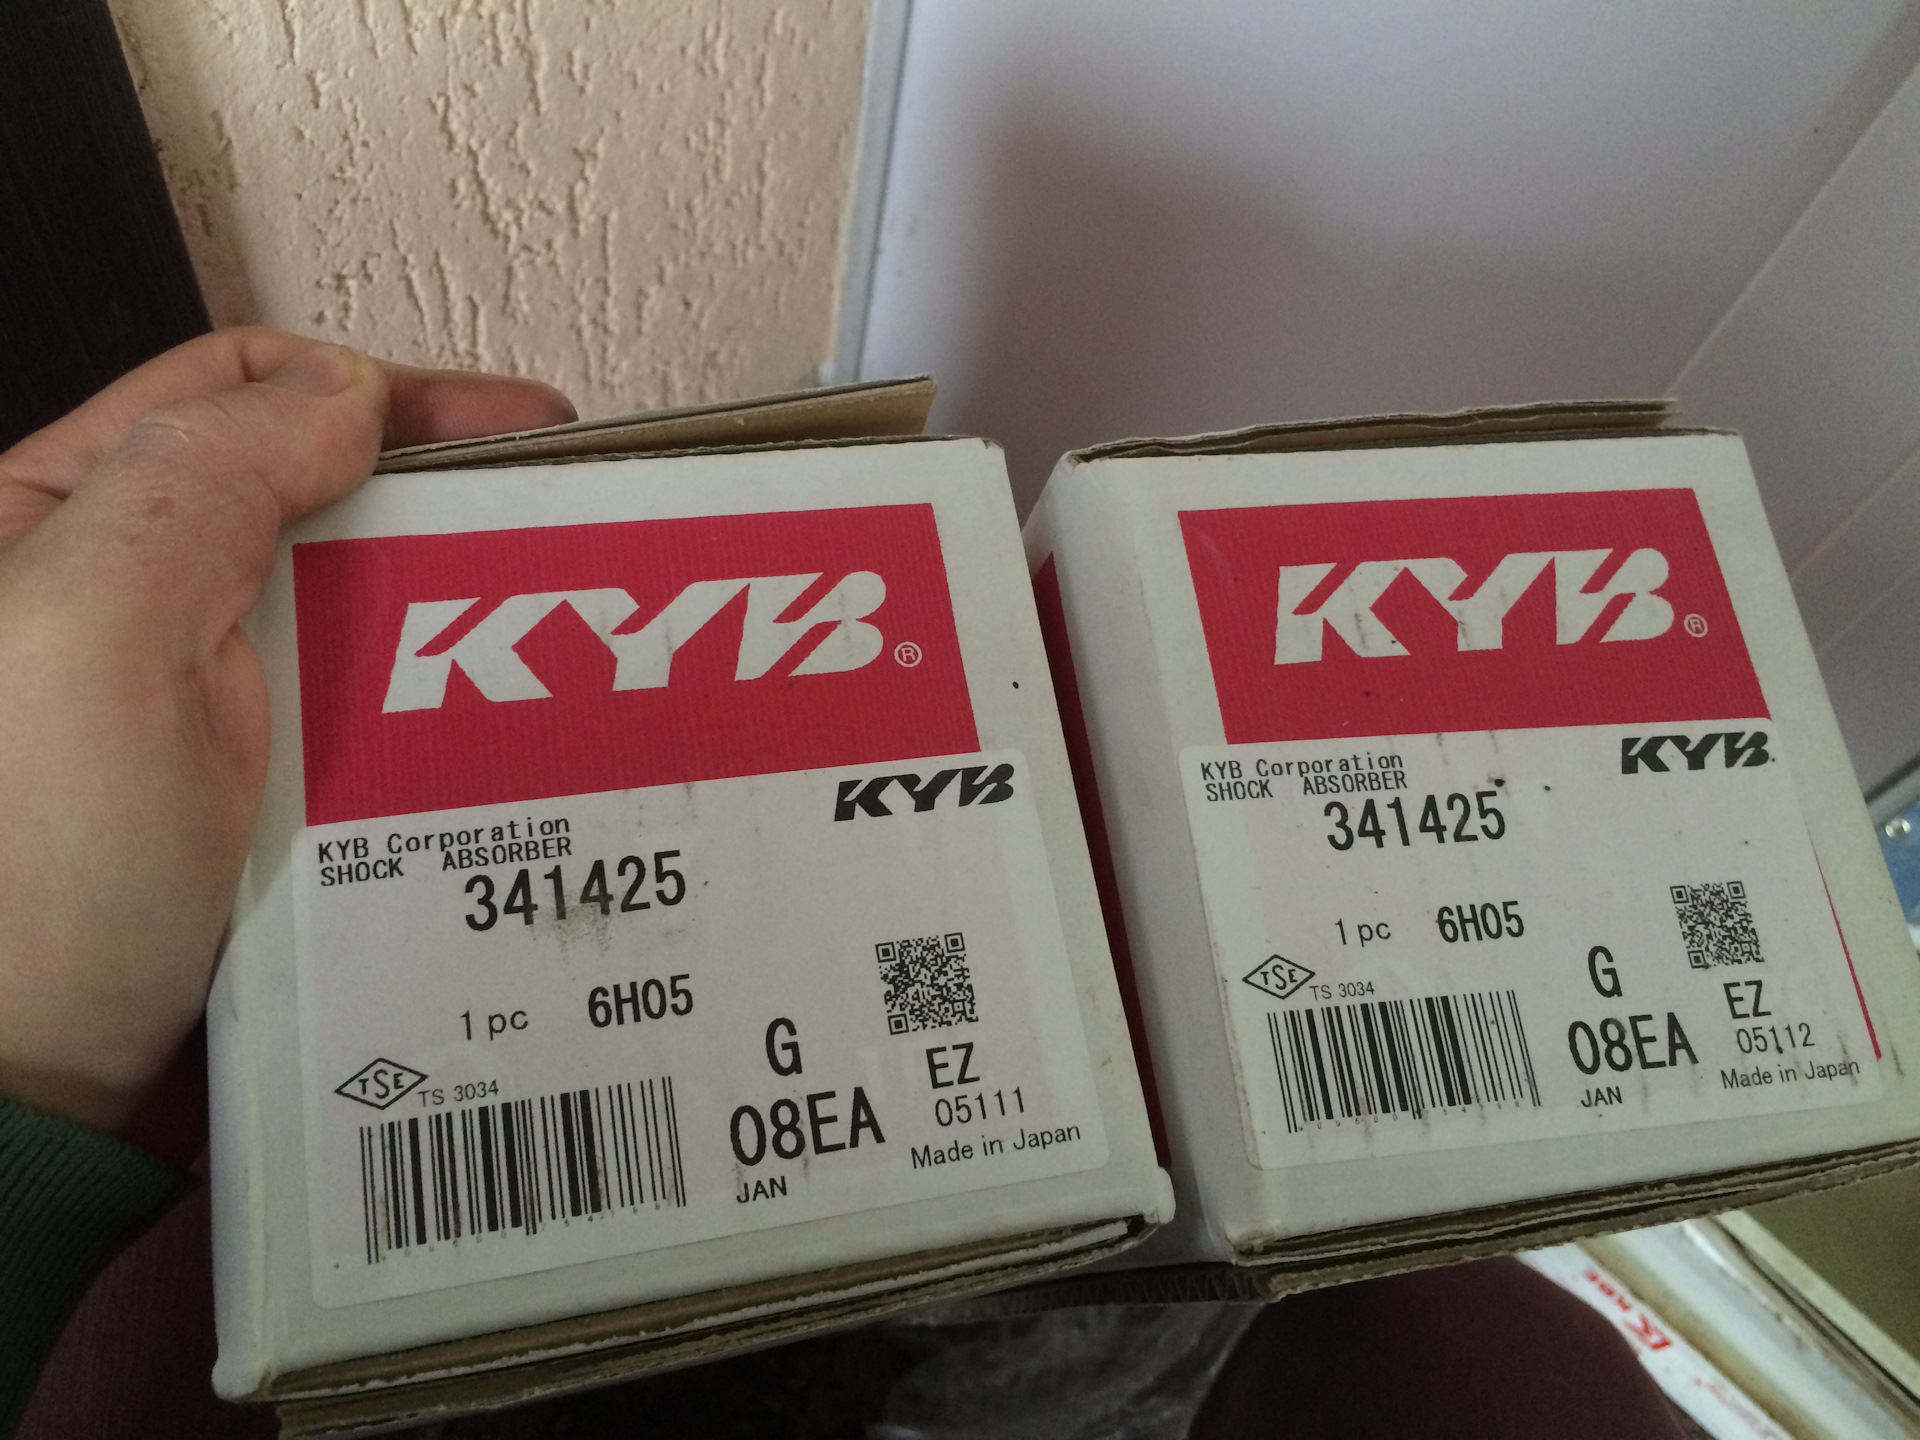 KYB®
KYB
KYB Corporation
SHOCK ABSORBER
341425
1 pc 6H05
TSE TS 3034
G
08EA
JAN
EZ
05111
Made in Japan
KYB®
KYB.
KYB Corporation
SHOCK ABSORBER
341425
1 pc 6H05
TSE TS 3034
G
08EA
JAN
EZ
05112
Made in Japan